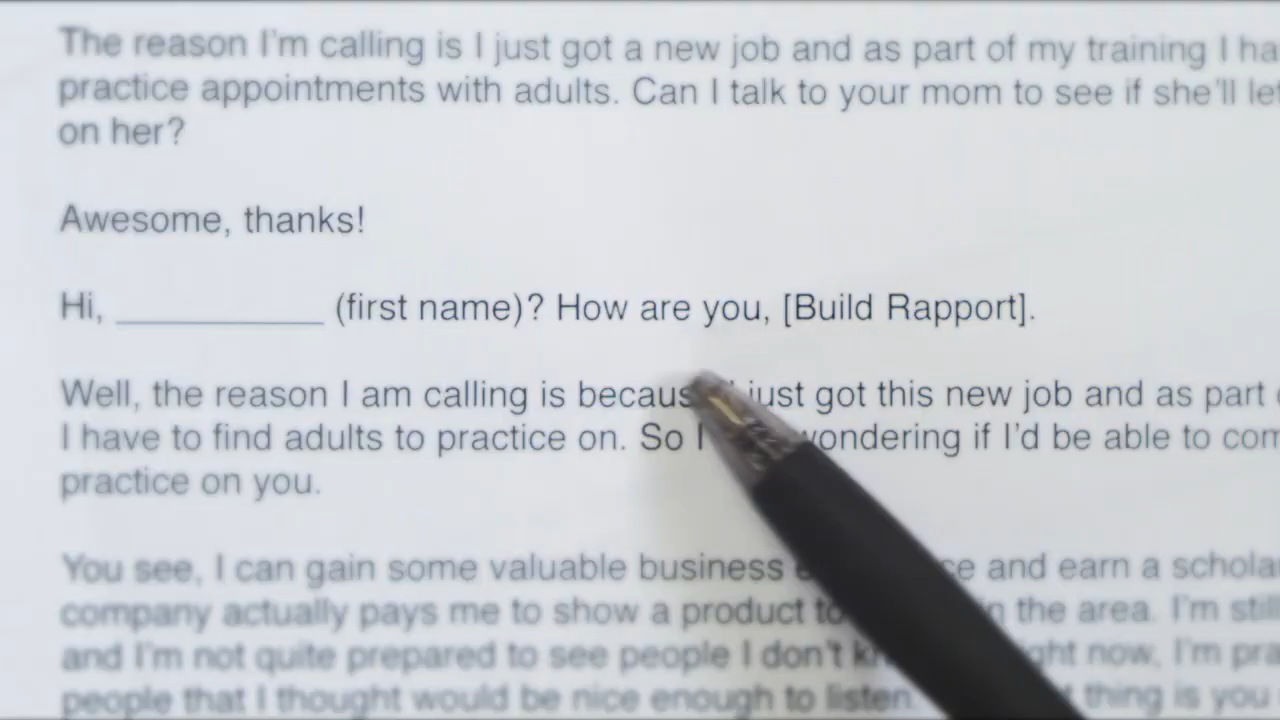 The reason I'm calling is I just got a new job and as part of my training I ha
practice appointments with adults. Can I talk to your mom to see if she'll let
on her?
Awesome, thanks!
Hi, __________ (first name)? How are you, [Build Rapport].
Well, the reason I am calling is becaus just got this new job and as part
I have to find adults to practice on. So I wondering if I'd be able to com
practice on you.
You see, I can gain some valuable business ce and earn a schola
company actually pays me to show a product to in the area. I'm still
and I'm not quite prepared to see people I don't ght now, I'm pra
people that I thought would be nice enough to listen. thing is you